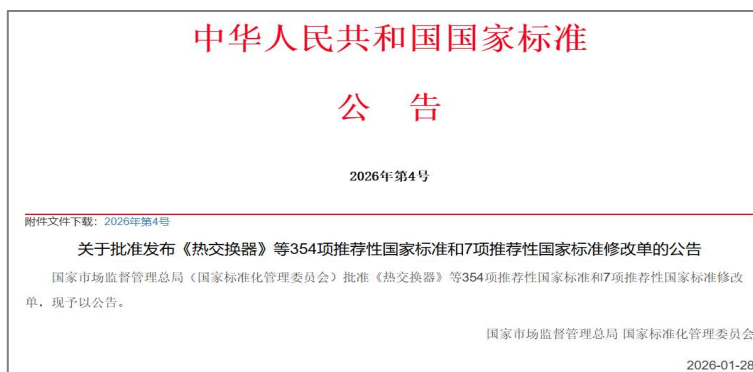 中华人民共和国国家标准
公 告
2026年第4号
附件文件下载：2026年第4号
关于批准发布《热交换器》等354项推荐性国家标准和7项推荐性国家标准修改单的公告
国家市场监督管理总局（国家标准化管理委员会）批准《热交换器》等354项推荐性国家标准和7项推荐性国家标准修改
单，现予以公告。
国家市场监督管理总局 国家标准化管理委员会
2026-01-28